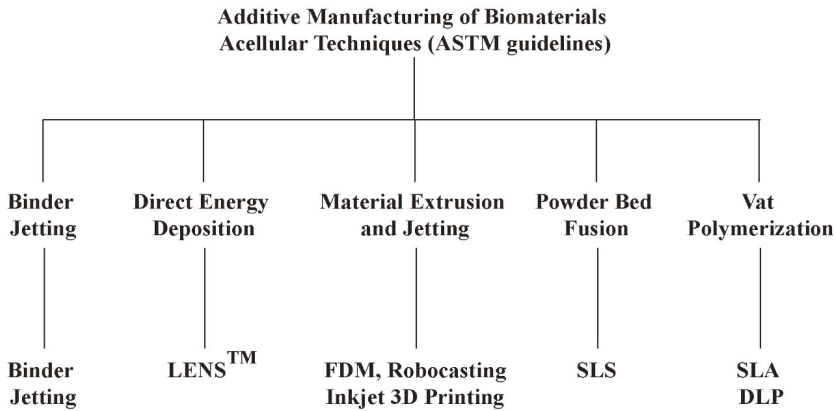 Additive Manufacturing of Biomaterials
Acellular Techniques (ASTM guidelines)
Binder
Jetting
Direct Energy
Deposition
Material Extrusion
and Jetting
Powder Bed
Fusion
Vat
Polymerization
Binder
Jetting
LENS™
FDM, Robocasting
Inkjet 3D Printing
SLS
SLA
DLP